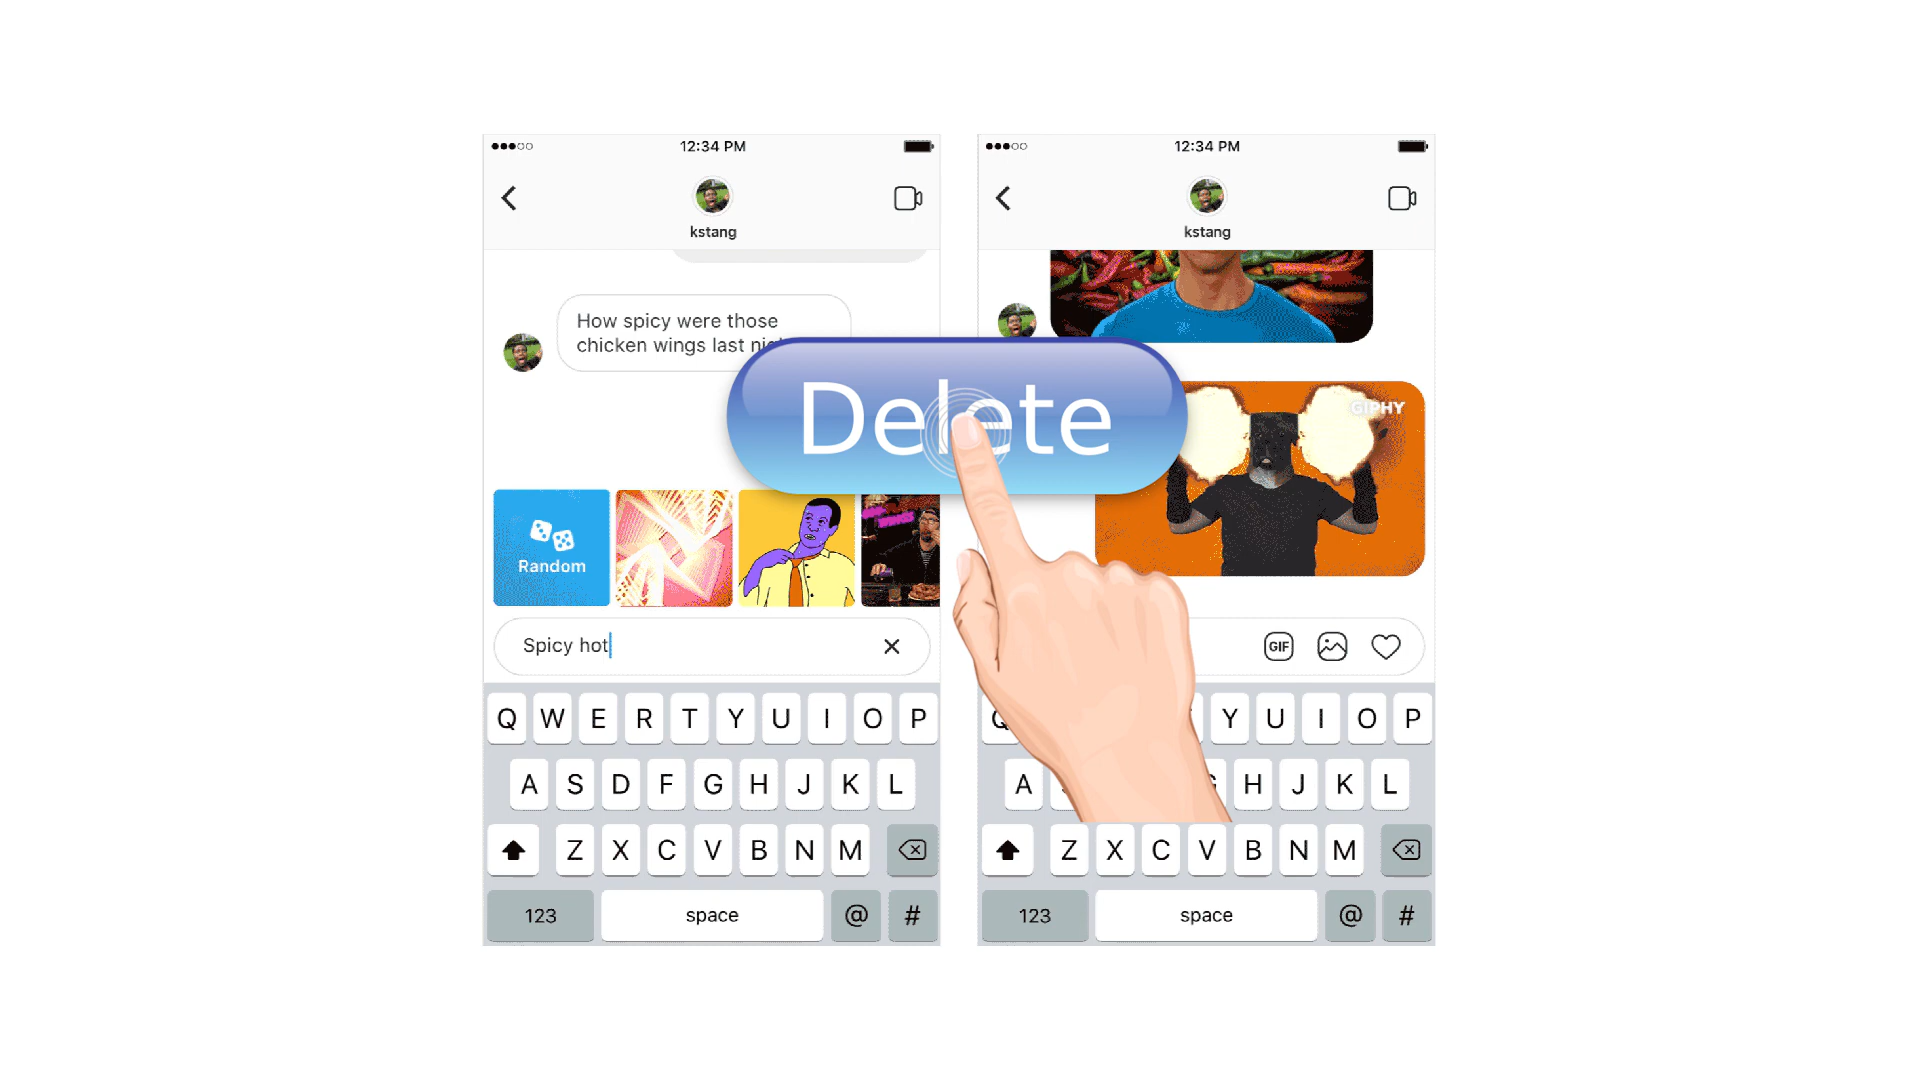 12:34 PM
kstang
How spicy were those
chicken wings last
Delete
Random
Spicy hot
Q W E R T Y U I O P
A S D F G H J K L
Z X C V B N M
123 space @ #
12:34 PM
kstang
GIPHY
GIF
Y U I O P
A H J K L
Z X C V B N M
123 space @ #